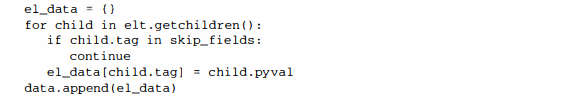 el_data = {}
for child in elt.getchildren():
   if child.tag in skip_fields:
      continue
   el_data[child.tag] = child.pyval
data.append(el_data)